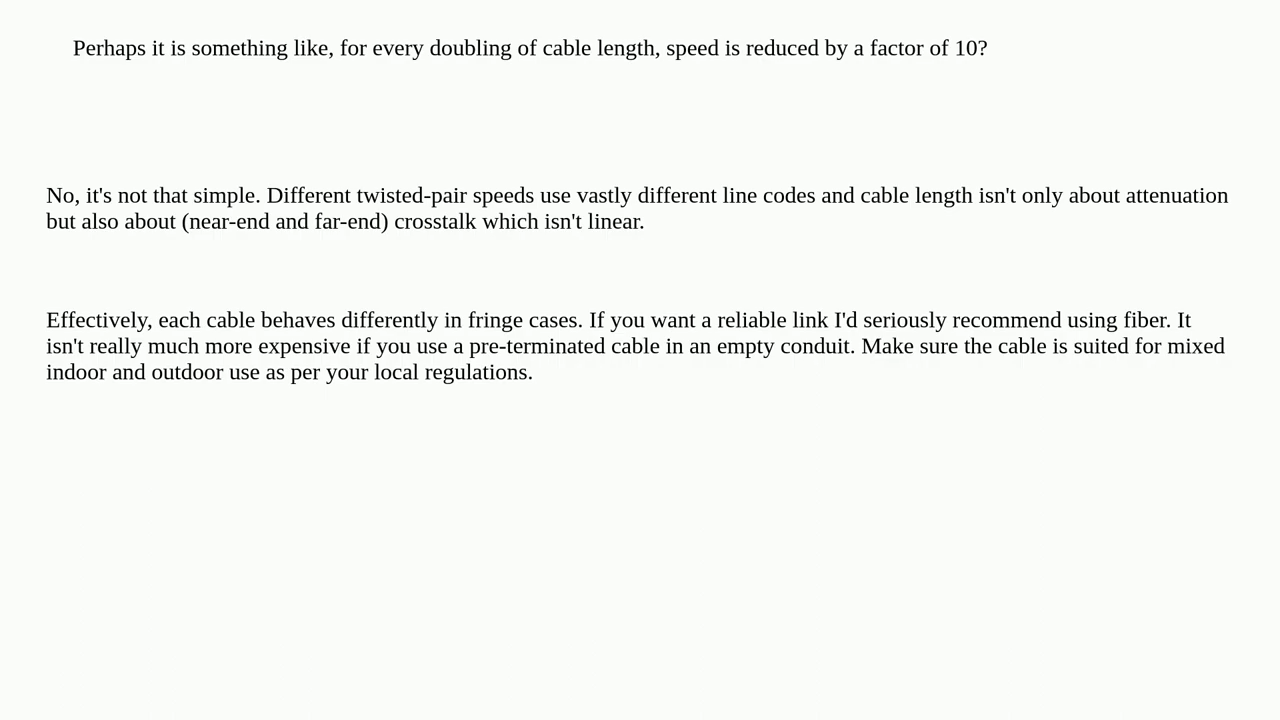 Perhaps it is something like, for every doubling of cable length, speed is reduced by a factor of 10?
No, it's not that simple. Different twisted-pair speeds use vastly different line codes and cable length isn't only about attenuation
but also about (near-end and far-end) crosstalk which isn't linear.
Effectively, each cable behaves differently in fringe cases. If you want a reliable link I'd seriously recommend using fiber. It
isn't really much more expensive if you use a pre-terminated cable in an empty conduit. Make sure the cable is suited for mixed
indoor and outdoor use as per your local regulations.